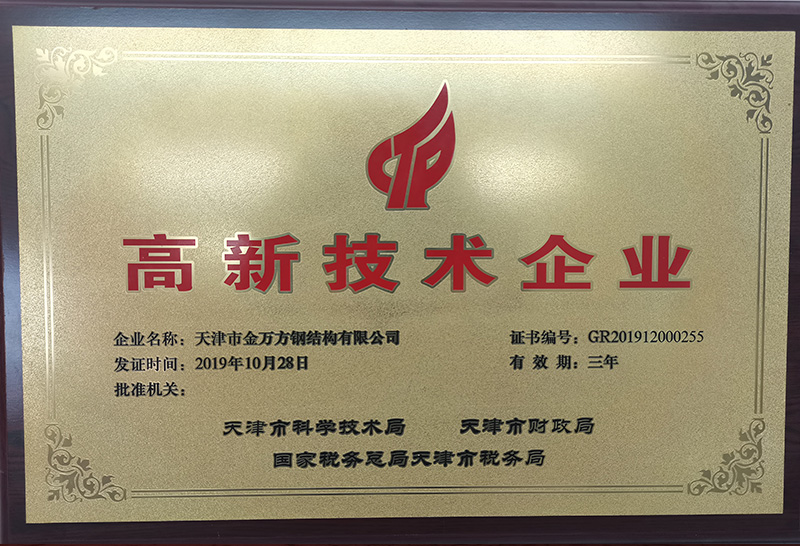 CTP
高新技术企业
企业名称：天津市金万方钢结构有限公司 证书编号：GR201912000255
发证时间：2019年10月28日 有效期：三年
批准机关：
天津市科学技术局 天津市财政局
国家税务总局天津市税务局